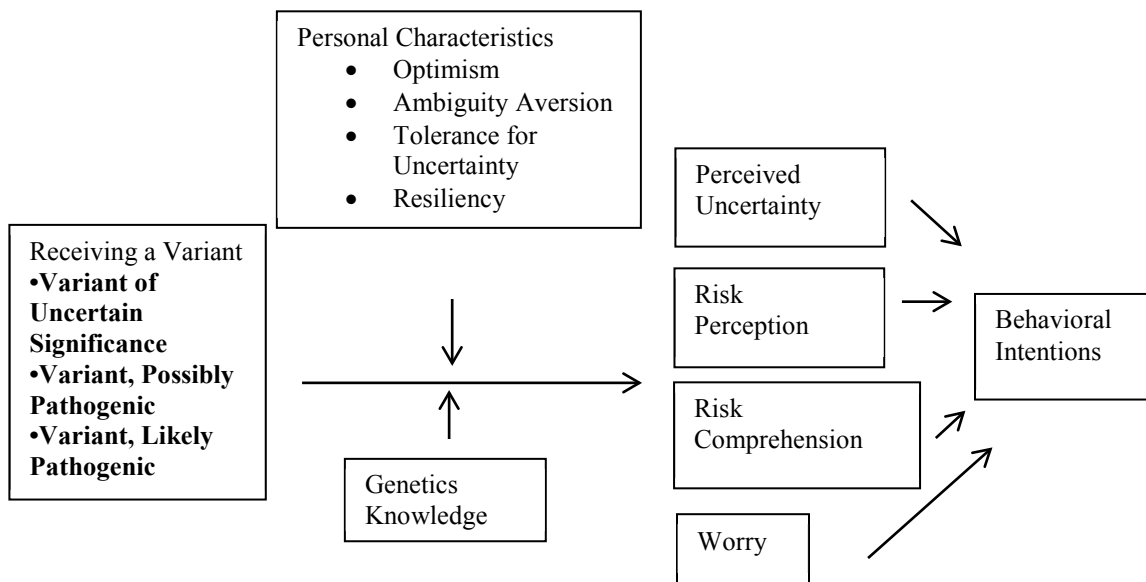 Personal Characteristics
• Optimism
• Ambiguity Aversion
• Tolerance for
Uncertainty
• Resiliency
Receiving a Variant
•Variant of
Uncertain
Significance
•Variant, Possibly
Pathogenic
•Variant, Likely
Pathogenic
Genetics
Knowledge
Perceived
Uncertainty
Risk
Perception
Risk
Comprehension
Worry
Behavioral
Intentions